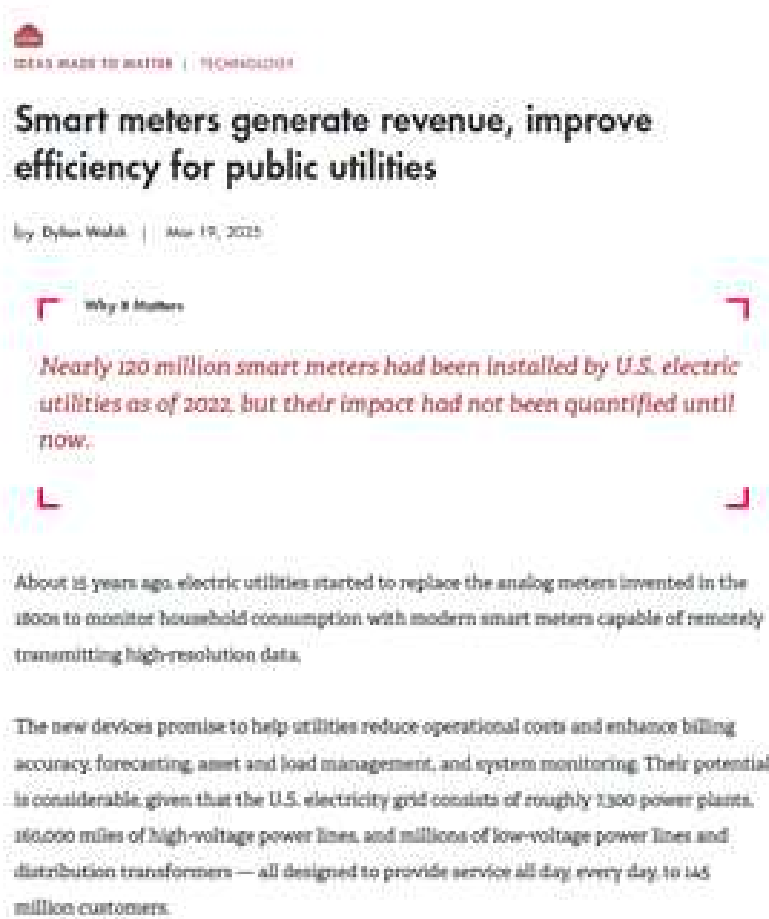 IDEAS MADE TO MATTER | TECHNOLOGY
Smart meters generate revenue, improve
efficiency for public utilities
by Dylan Walsh | Mar 19, 2025
Why It Matters
Nearly 120 million smart meters had been installed by U.S. electric
utilities as of 2022, but their impact had not been quantified until
now.
About 15 years ago, electric utilities started to replace the analog meters invented in the
1800s to monitor household consumption with modern smart meters capable of remotely
transmitting high-resolution data.
The new devices promise to help utilities reduce operational costs and enhance billing
accuracy, forecasting, asset and load management, and system monitoring. Their potential
is considerable, given that the U.S. electricity grid consists of roughly 7,300 power plants,
160,000 miles of high-voltage power lines, and millions of low-voltage power lines and
distribution transformers — all designed to provide service all day, every day, to 145
million customers.